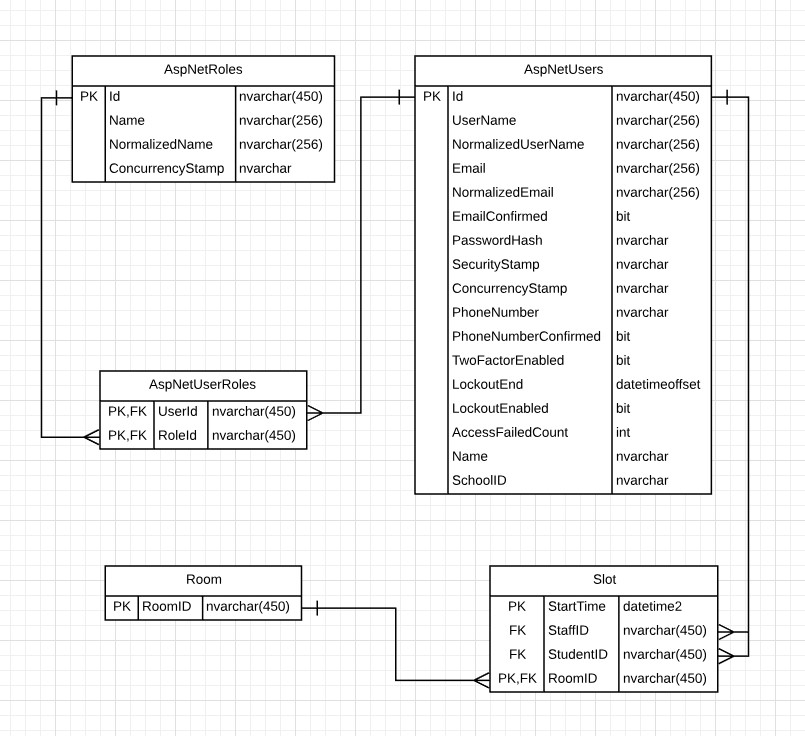 AspNetRoles
PK Id nvarchar(450)
Name nvarchar(256)
NormalizedName nvarchar(256)
ConcurrencyStamp nvarchar
AspNetUsers
PK Id nvarchar(450)
UserName nvarchar(256)
NormalizedUserName nvarchar(256)
Email nvarchar(256)
NormalizedEmail nvarchar(256)
EmailConfirmed bit
PasswordHash nvarchar
SecurityStamp nvarchar
ConcurrencyStamp nvarchar
PhoneNumber nvarchar
PhoneNumberConfirmed bit
TwoFactorEnabled bit
LockoutEnd datetimeoffset
LockoutEnabled bit
AccessFailedCount int
Name nvarchar
SchoolID nvarchar
AspNetUserRoles
PK,FK UserId nvarchar(450)
PK,FK RoleId nvarchar(450)
Room
PK RoomID nvarchar(450)
Slot
PK StartTime datetime2
FK StaffID nvarchar(450)
FK StudentID nvarchar(450)
PK,FK RoomID nvarchar(450)